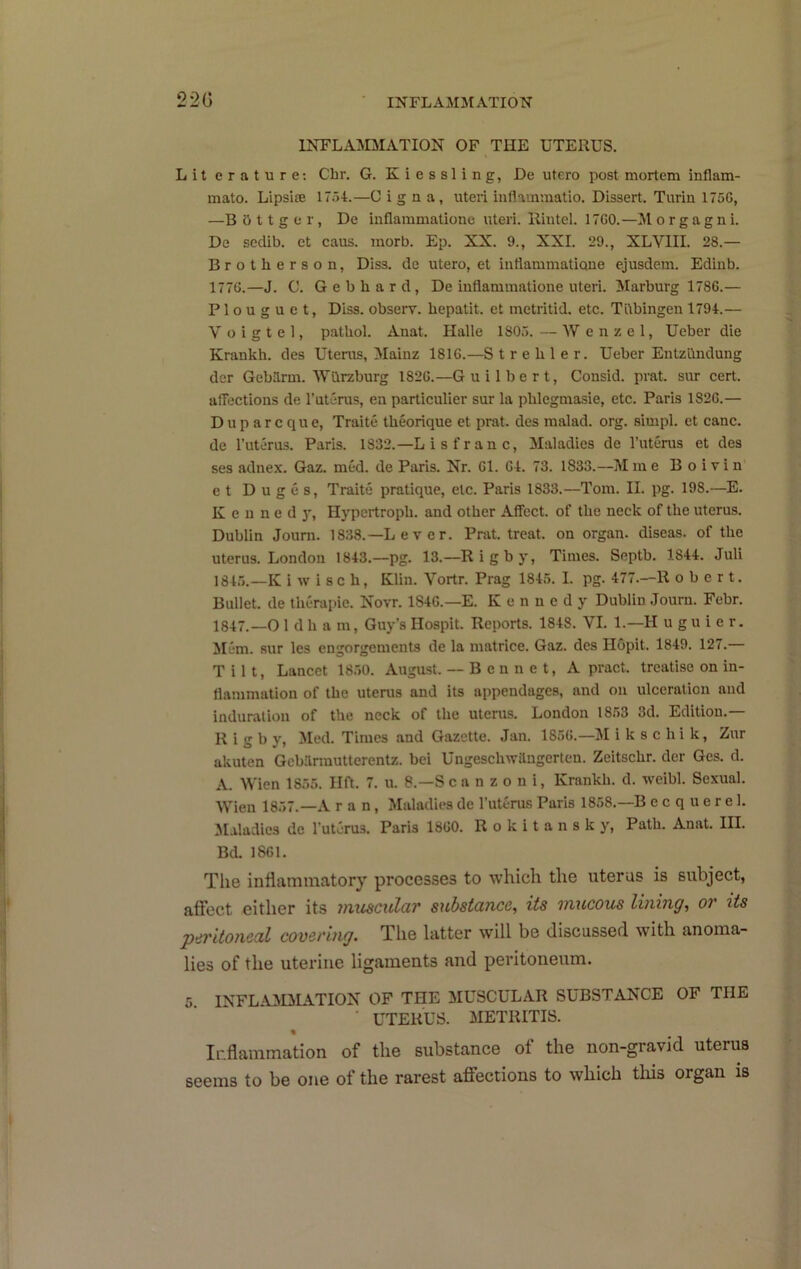 226 INFLAMMATION
INFLAMMATION OF THE UTERUS.
Literature: Chr. G. Kiessling, De utero post mortem inflam-
mato. Lipsiæ 1754.—Cigna, uteri inflammatio. Dissert. Turin 1756,
—Böttger, De inflammatione uteri. Rintel. 1760.—Morgagni.
De sedib. et caus. morb. Ep. XX. 9., XXI. 29., XLVIII. 28.—
Brotherson, Diss. de utero, et inflammatione ejusdem. Edinb.
1776.—J. C. Gebhard, De inflammatione uteri. Marburg 1786.—
Plouguet, Diss. observ. hepatit. et metritid. etc. Tübingen 1794.—
Voigtel, pathol. Anat. Halle 1805.—Wenzel, Ueber die
Krankh. des Uterus, Mainz 1816.—Strehler. Ueber Entzündung
der Gebärm. Würzburg 1826.—Guilbert, Consid. prat. sur cert.
affections de l'utérus, en particulier sur la phlegmasie, etc. Paris 1826.—
Duparcque, Traité théorique et prat. des malad. org. simpl. et canc.
de l'utérus. Paris. 1832.—Lisfranc, Maladies de l'utérus et des
ses adnex. Gaz. méd. de Paris. Nr. 61. 64. 73. 1833.—Mme Boivin
et Dugés, Traité pratique, etc. Paris 1833.—Tom. II. pg. 198.—E.
Kennedy, Hypertroph. and other Affect. of the neck of the uterus.
Dublin Journ. 1838.—Lever. Prat. treat. on organ. diseas. of the
uterus. London 1843.—pg. 13.—Rigby, Times. Septb. 1844. Juli
1845.—Kiwisch, Klin. Vortr. Prag 1845. I. pg. 477.—Robert.
Bullet. de thérapie. Novr. 1846.—E. Kennedy Dublin Journ. Febr.
1847.—Oldham, Guy's Hospit. Reports. 1848. VI. 1.—Huguier.
Mém. sur les engorgements de la matrice. Gaz. des Hôpit. 1849. 127.—
Tilt, Lancet 1850. August.—Bennet, A pract. treatise on in-
flammation of the uterus and its appendages, and on ulceration and
induration of the neck of the uterus. London 1853 3d. Edition.—
Rigby, Med. Times and Gazette. Jan. 1856.—Mikschik, Zur
akuten Gebärmutterentz. bei Ungeschwängerten. Zeitschr. der Ges. d.
A. Wien 1855. Hft. 7. u. 8.—Scanzoni, Krankh. d. weibl. Sexual.
Wien 1857.—Aran, Maladies de l'utérus Paris 1858.—Becquerel.
Maladies de l'utérus. Paris 1860. Rokitansky, Path. Anat. III.
Bd. 1861.
The inflammatory processes to which the uterus is subject,
affect either its muscular substance, its mucous lining, or its
peritoneal covering. The latter will be discussed with anoma-
lies of the uterine ligaments and peritoneum.
5. INFLAMMATION OF THE MUSCULAR SUBSTANCE OF THE
UTERUS. METRITIS.
Inflammation of the substance of the non-gravid uterus
seems to be one of the rarest affections to which this organ is